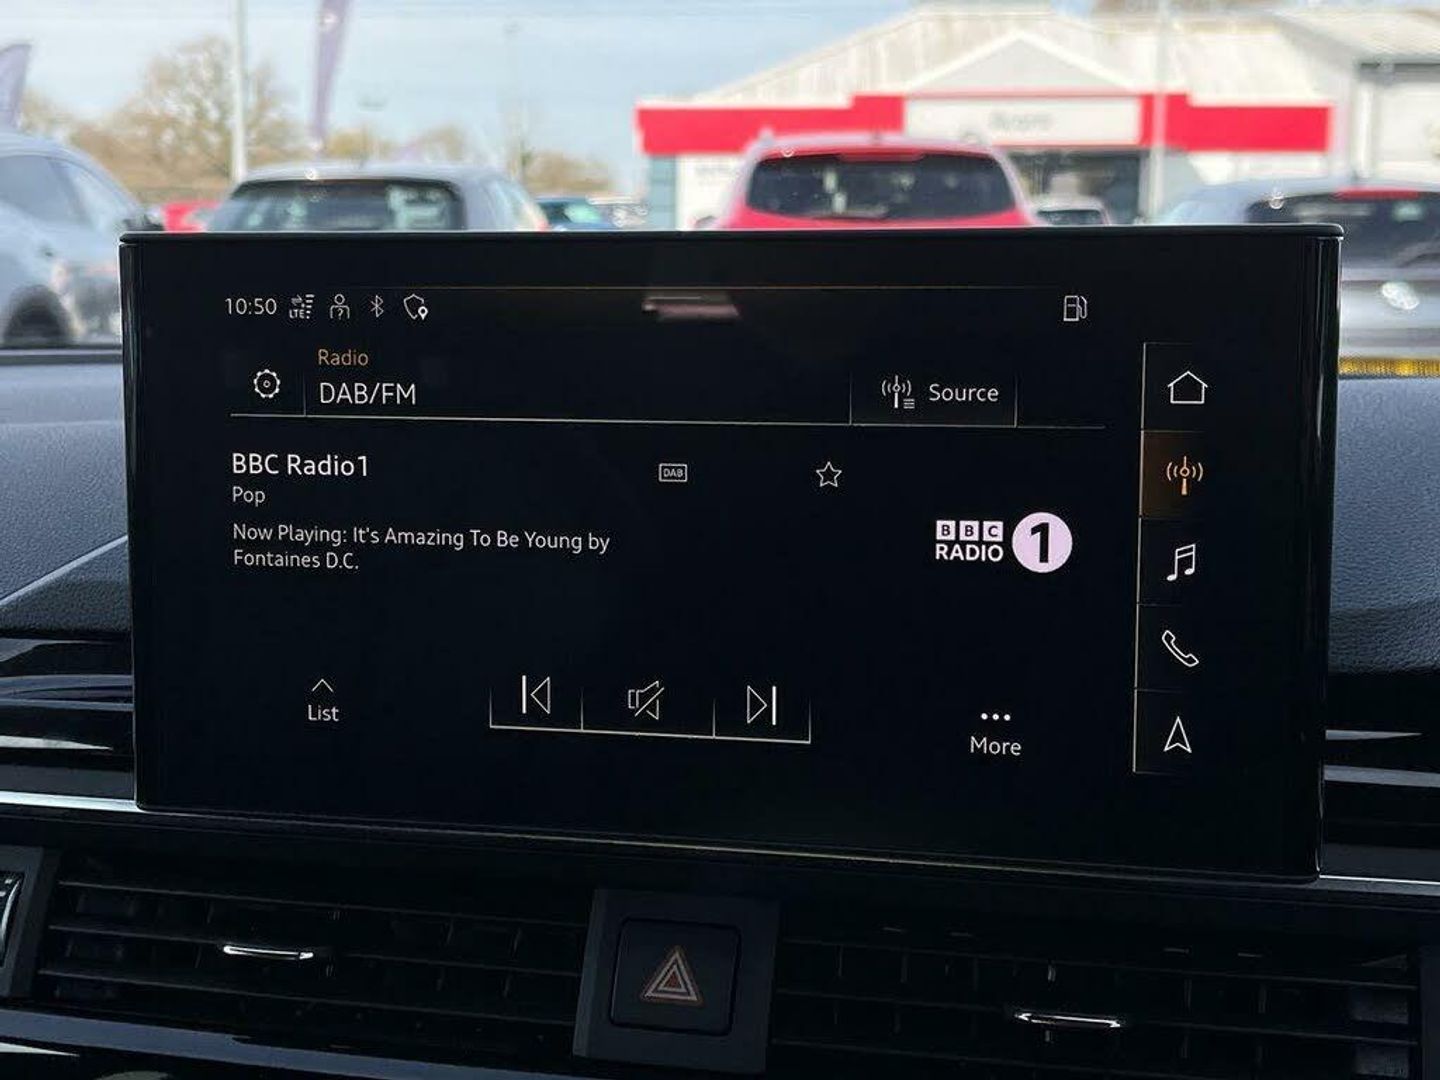 10:50 LTE
Radio
DAB/FM
Source
BBC Radio1
DAB
Pop
Now Playing: It's Amazing To Be Young by
Fontaines D.C.
BBC
RADIO 1
List
More